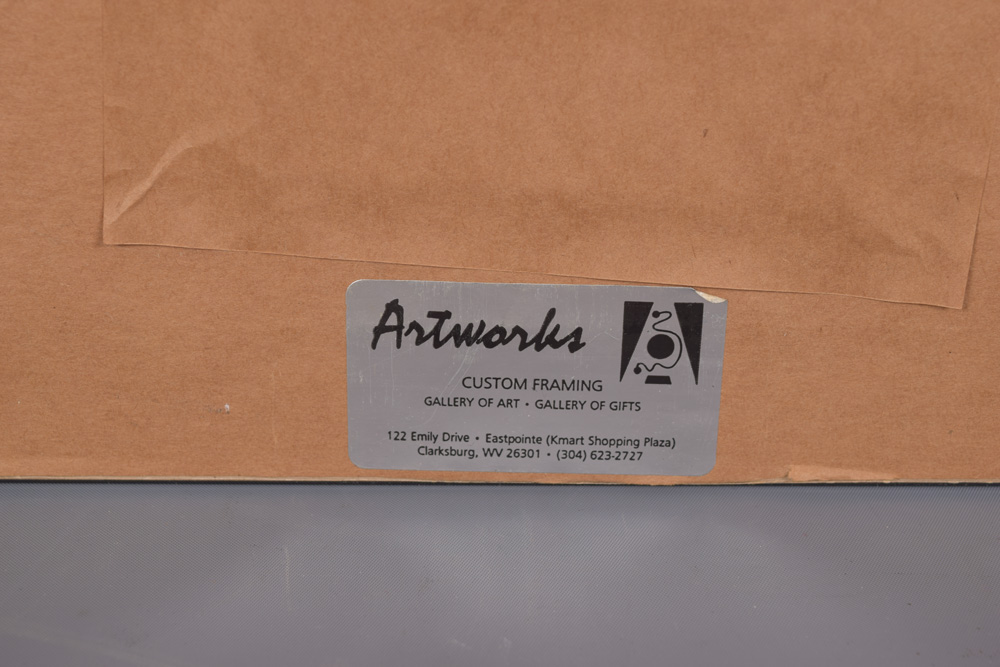 Artworks
CUSTOM FRAMING
GALLERY OF ART • GALLERY OF GIFTS
122 Emily Drive • Eastpointe (Kmart Shopping Plaza)
Clarksburg, WV 26301 • (304) 623-2727